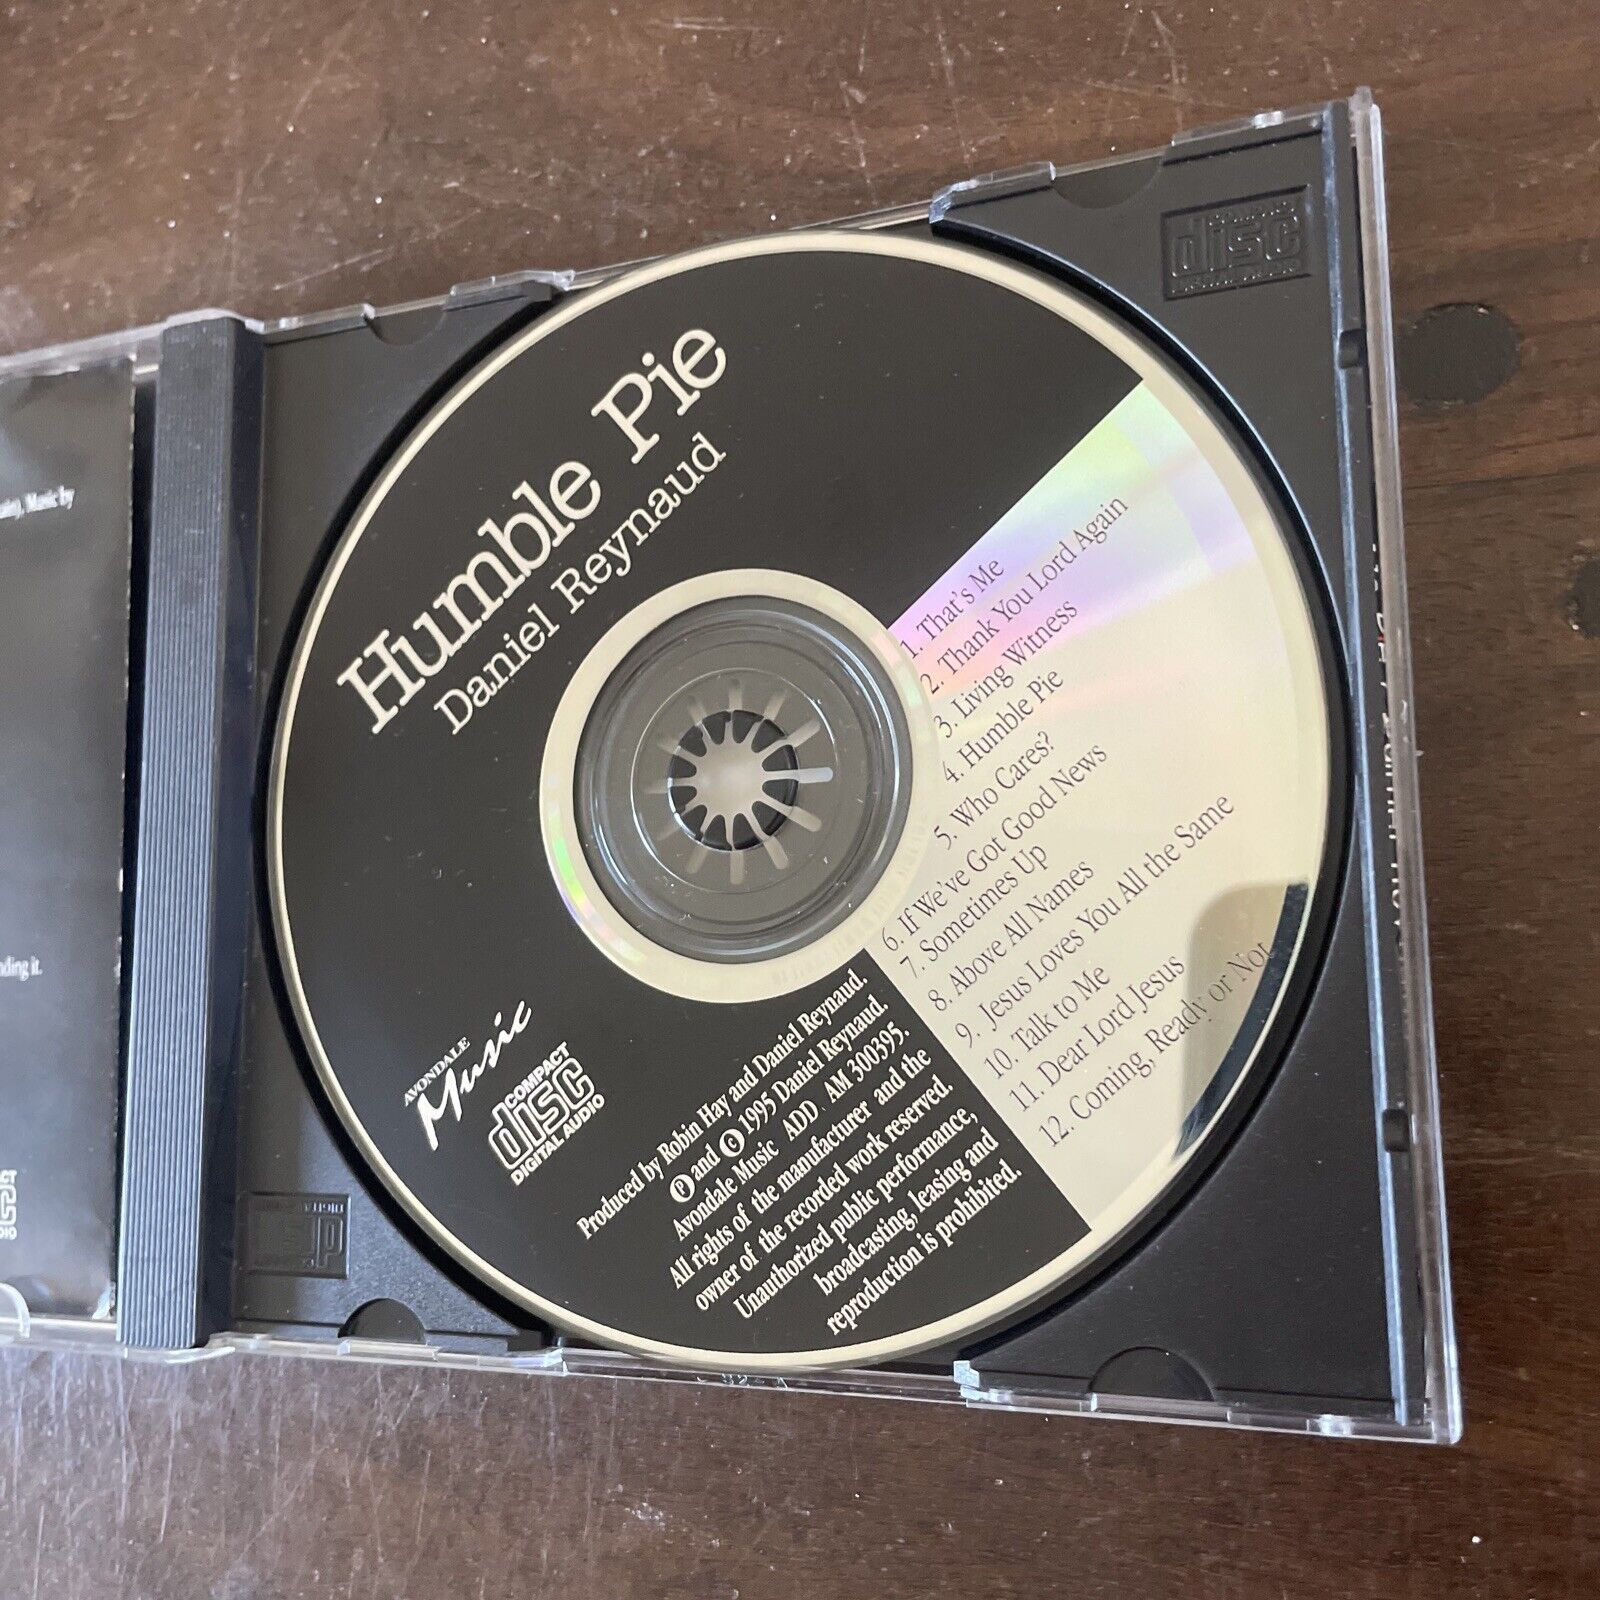 Humble Pie
Daniel Reynaud
1. That's Me
2. Thank You Lord Again
3. Living Witness
4. Humble Pie
5. Who Cares?
6. If We've Got Good News
7. Sometimes Up
8. Above All Names
9. Jesus Loves You All the Same
10. Talk to Me
11. Dear Lord Jesus
12. Coming, Ready or Not
AVONDALE
Music
COMPACT
disc
DIGITAL AUDIO
Produced by Robin Hay and Daniel Reynaud.
Ⓟ and © 1995 Daniel Reynaud.
Avondale Music ADD AM 300395.
All rights of the manufacturer and the
owner of the recorded work reserved.
Unauthorized public performance,
broadcasting, leasing and
reproduction is prohibited.
Music by
it.
disc